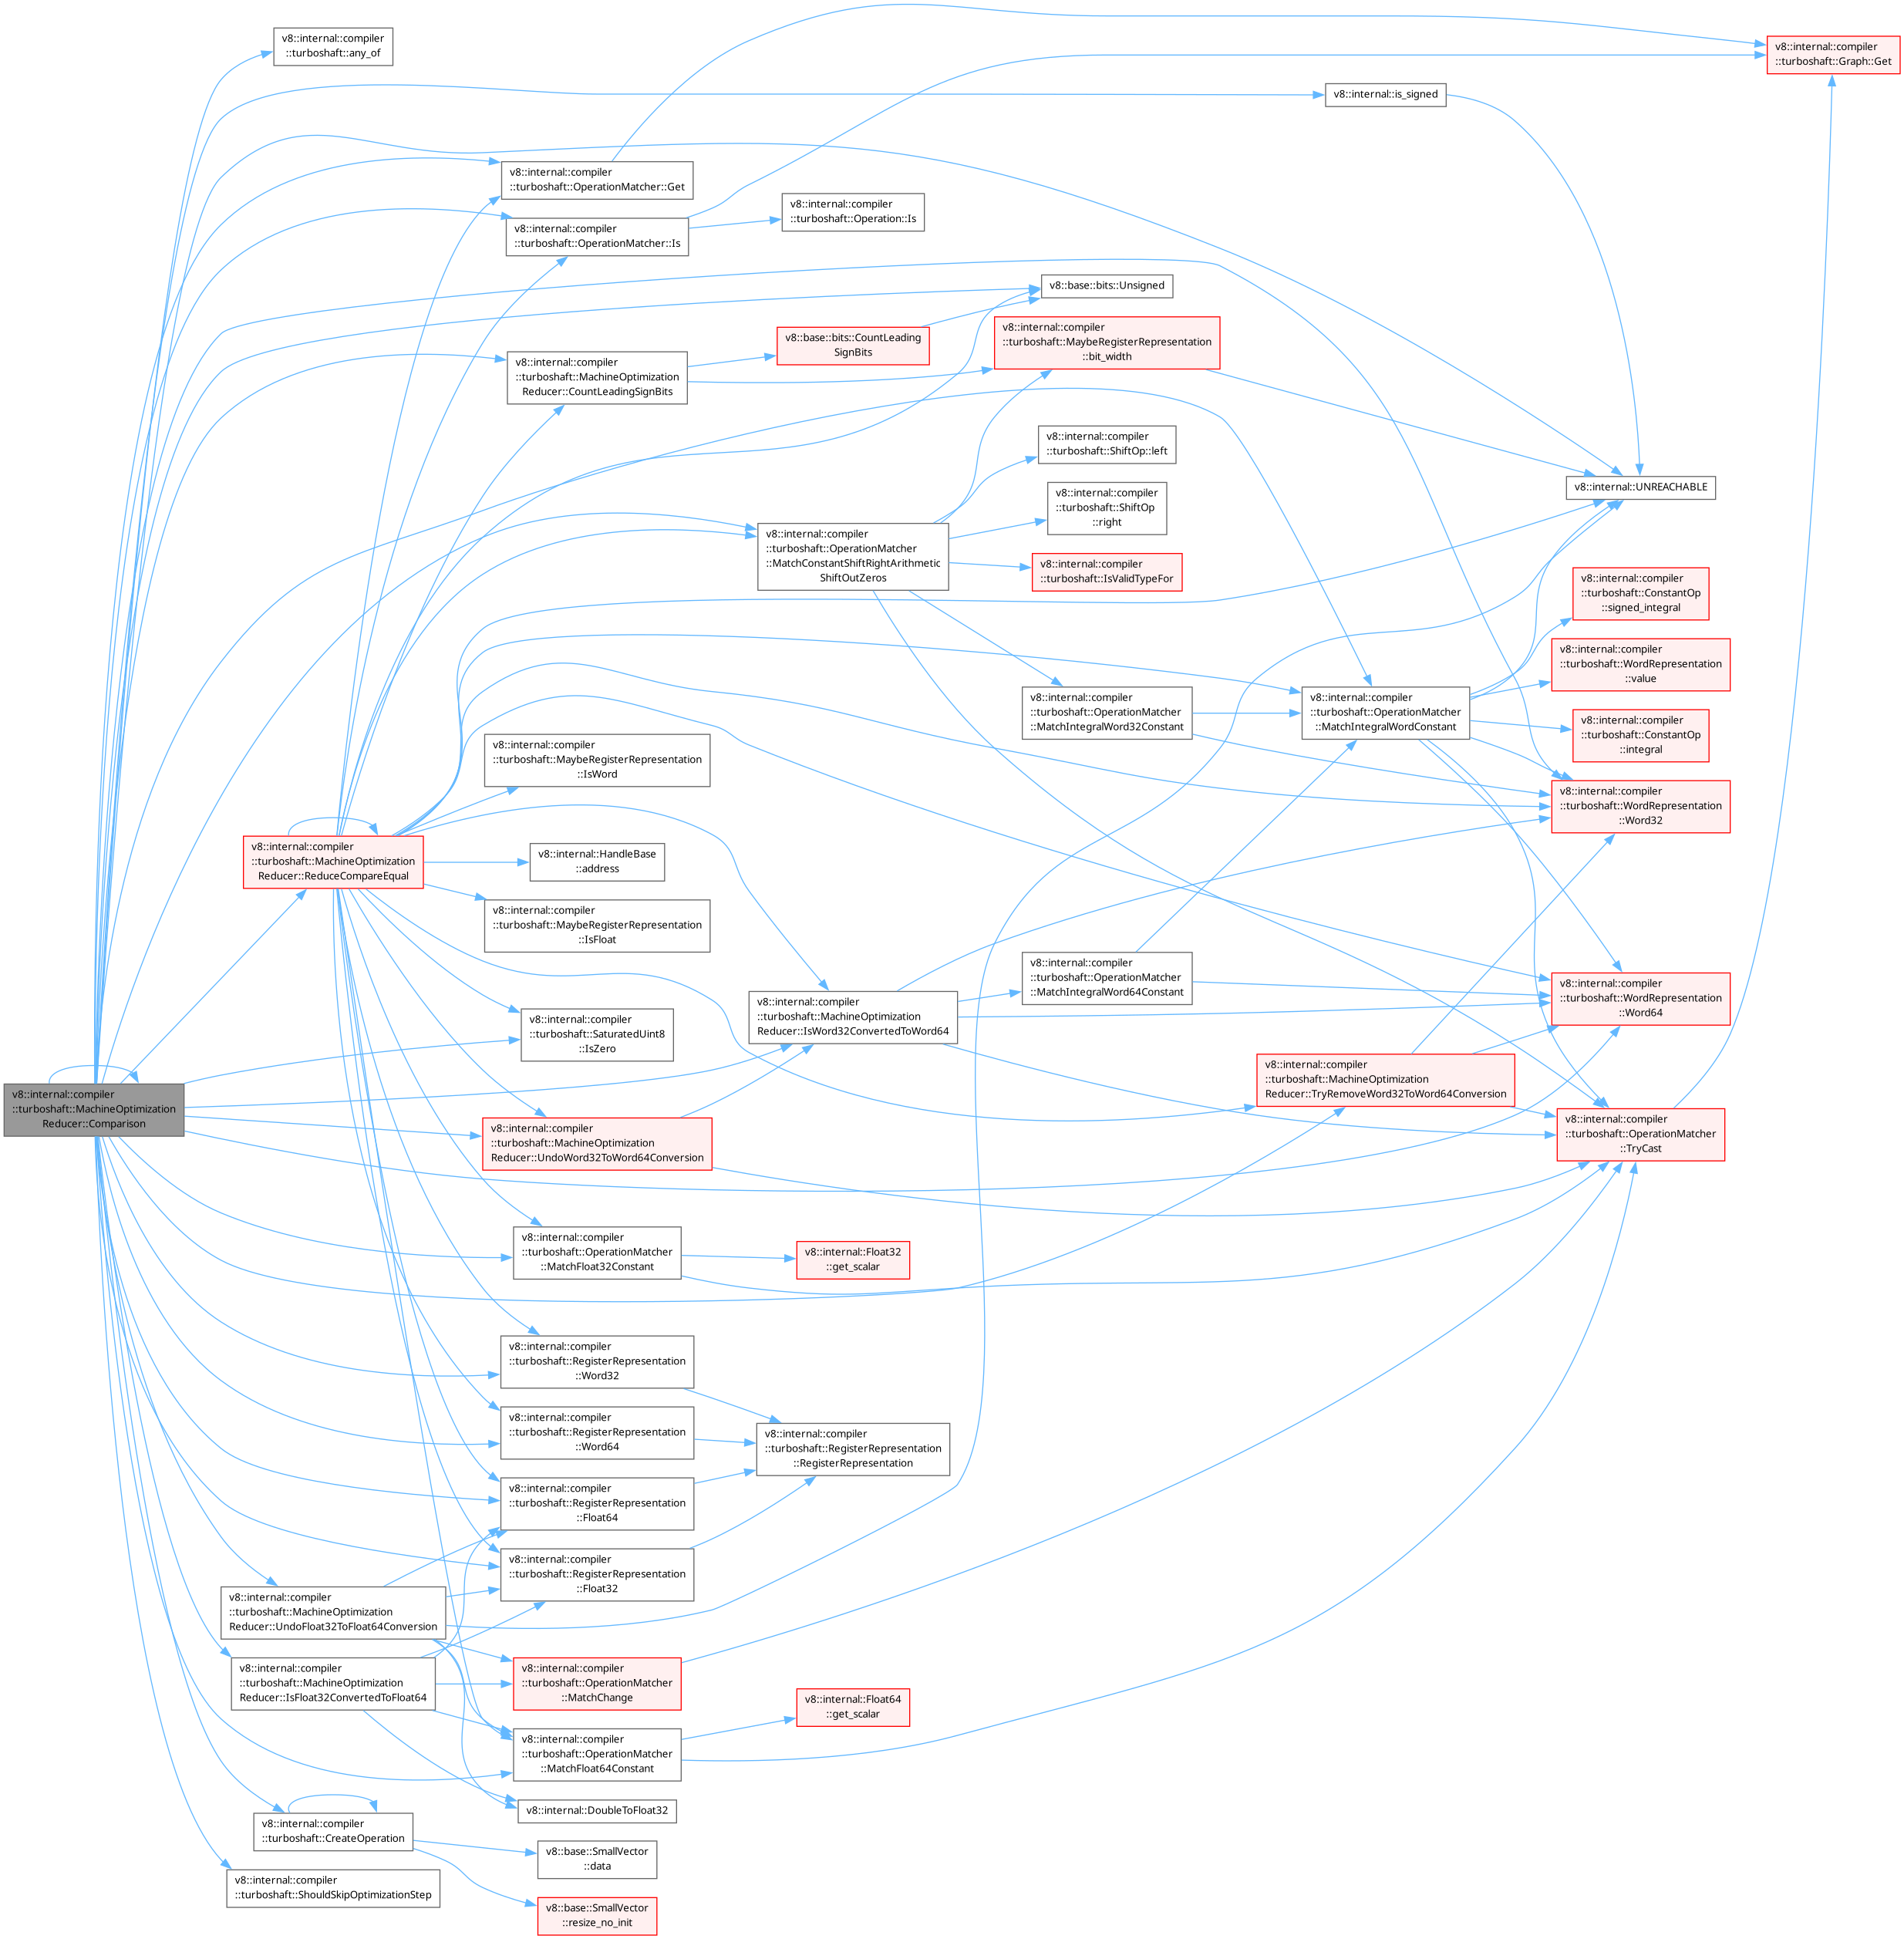 v8::internal::compiler
::turboshaft::any_of
v8::internal::compiler
::turboshaft::Graph::Get
v8::internal::is_signed
v8::internal::compiler
::turboshaft::OperationMatcher::Get
v8::internal::compiler
::turboshaft::Operation::Is
v8::internal::compiler
::turboshaft::OperationMatcher::Is
v8::base::bits::Unsigned
v8::base::bits::CountLeading
SignBits
v8::internal::compiler
::turboshaft::MaybeRegisterRepresentation
::bit_width
v8::internal::compiler
::turboshaft::MachineOptimization
Reducer::CountLeadingSignBits
v8::internal::compiler
::turboshaft::ShiftOp::left
v8::internal::UNREACHABLE
v8::internal::compiler
::turboshaft::ShiftOp
::right
v8::internal::compiler
::turboshaft::OperationMatcher
::MatchConstantShiftRightArithmetic
ShiftOutZeros
v8::internal::compiler
::turboshaft::IsValidTypeFor
v8::internal::compiler
::turboshaft::ConstantOp
::signed_integral
v8::internal::compiler
::turboshaft::WordRepresentation
::value
v8::internal::compiler
::turboshaft::OperationMatcher
::MatchIntegralWord32Constant
v8::internal::compiler
::turboshaft::OperationMatcher
::MatchIntegralWordConstant
v8::internal::compiler
::turboshaft::ConstantOp
::integral
v8::internal::compiler
::turboshaft::MaybeRegisterRepresentation
::IsWord
v8::internal::compiler
::turboshaft::WordRepresentation
::Word32
v8::internal::compiler
::turboshaft::MachineOptimization
Reducer::ReduceCompareEqual
v8::internal::HandleBase
::address
v8::internal::compiler
::turboshaft::MaybeRegisterRepresentation
::IsFloat
v8::internal::compiler
::turboshaft::OperationMatcher
::MatchIntegralWord64Constant
v8::internal::compiler
::turboshaft::WordRepresentation
::Word64
v8::internal::compiler
::turboshaft::MachineOptimization
Reducer::IsWord32ConvertedToWord64
v8::internal::compiler
::turboshaft::SaturatedUint8
::IsZero
v8::internal::compiler
::turboshaft::MachineOptimization
Reducer::TryRemoveWord32ToWord64Conversion
v8::internal::compiler
::turboshaft::MachineOptimization
Reducer::Comparison
v8::internal::compiler
::turboshaft::MachineOptimization
Reducer::UndoWord32ToWord64Conversion
v8::internal::compiler
::turboshaft::OperationMatcher
::TryCast
v8::internal::compiler
::turboshaft::OperationMatcher
::MatchFloat32Constant
v8::internal::Float32
::get_scalar
v8::internal::compiler
::turboshaft::RegisterRepresentation
::Word32
v8::internal::compiler
::turboshaft::RegisterRepresentation
::Word64
v8::internal::compiler
::turboshaft::RegisterRepresentation
::RegisterRepresentation
v8::internal::compiler
::turboshaft::RegisterRepresentation
::Float64
v8::internal::compiler
::turboshaft::RegisterRepresentation
::Float32
v8::internal::compiler
::turboshaft::MachineOptimization
Reducer::UndoFloat32ToFloat64Conversion
v8::internal::compiler
::turboshaft::MachineOptimization
Reducer::IsFloat32ConvertedToFloat64
v8::internal::compiler
::turboshaft::OperationMatcher
::MatchChange
v8::internal::Float64
::get_scalar
v8::internal::compiler
::turboshaft::OperationMatcher
::MatchFloat64Constant
v8::internal::DoubleToFloat32
v8::internal::compiler
::turboshaft::CreateOperation
v8::base::SmallVector
::data
v8::internal::compiler
::turboshaft::ShouldSkipOptimizationStep
v8::base::SmallVector
::resize_no_init